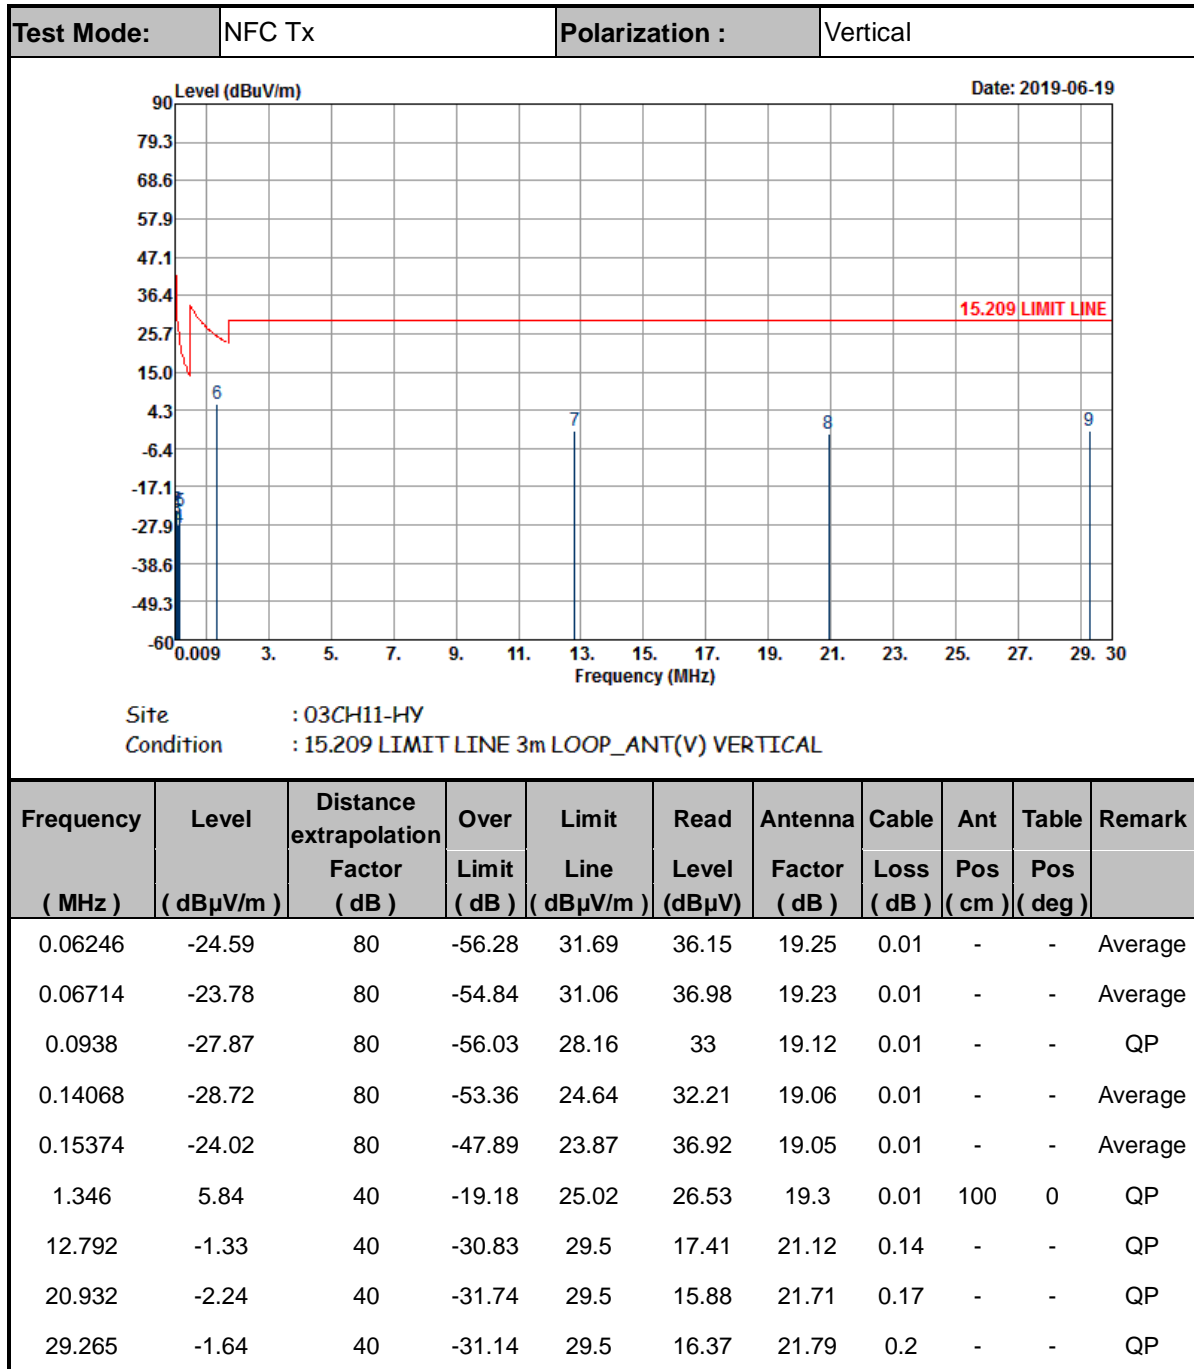 Test Mode: NFC Tx Polarization : Vertical
Level (dBuV/m) Date: 2019-06-19
90
79.3
68.6
57.9
47.1
36.4
15.209 LIMIT LINE
25.7
15.0
6
4.3
7 8 9
-6.4
-17.1
-27.9
-38.6
-49.3
-60
0.009 3. 5. 7. 9. 11. 13. 15. 17. 19. 21. 23. 25. 27. 29. 30
Frequency (MHz)
Site : 03CH11-HY
Condition : 15.209 LIMIT LINE 3m LOOP_ANT(V) VERTICAL
Frequency Level Distance extrapolation Over Limit Read Antenna Cable Ant Table Remark
Factor Limit Line Level Factor Loss Pos Pos
( MHz ) ( dBµV/m ) ( dB ) ( dB ) ( dBµV/m ) (dBµV) ( dB ) ( dB ) ( cm ) ( deg )
0.06246 -24.59 80 -56.28 31.69 36.15 19.25 0.01 - - Average
0.06714 -23.78 80 -54.84 31.06 36.98 19.23 0.01 - - Average
0.0938 -27.87 80 -56.03 28.16 33 19.12 0.01 - - QP
0.14068 -28.72 80 -53.36 24.64 32.21 19.06 0.01 - - Average
0.15374 -24.02 80 -47.89 23.87 36.92 19.05 0.01 - - Average
1.346 5.84 40 -19.18 25.02 26.53 19.3 0.01 100 0 QP
12.792 -1.33 40 -30.83 29.5 17.41 21.12 0.14 - - QP
20.932 -2.24 40 -31.74 29.5 15.88 21.71 0.17 - - QP
29.265 -1.64 40 -31.14 29.5 16.37 21.79 0.2 - - QP